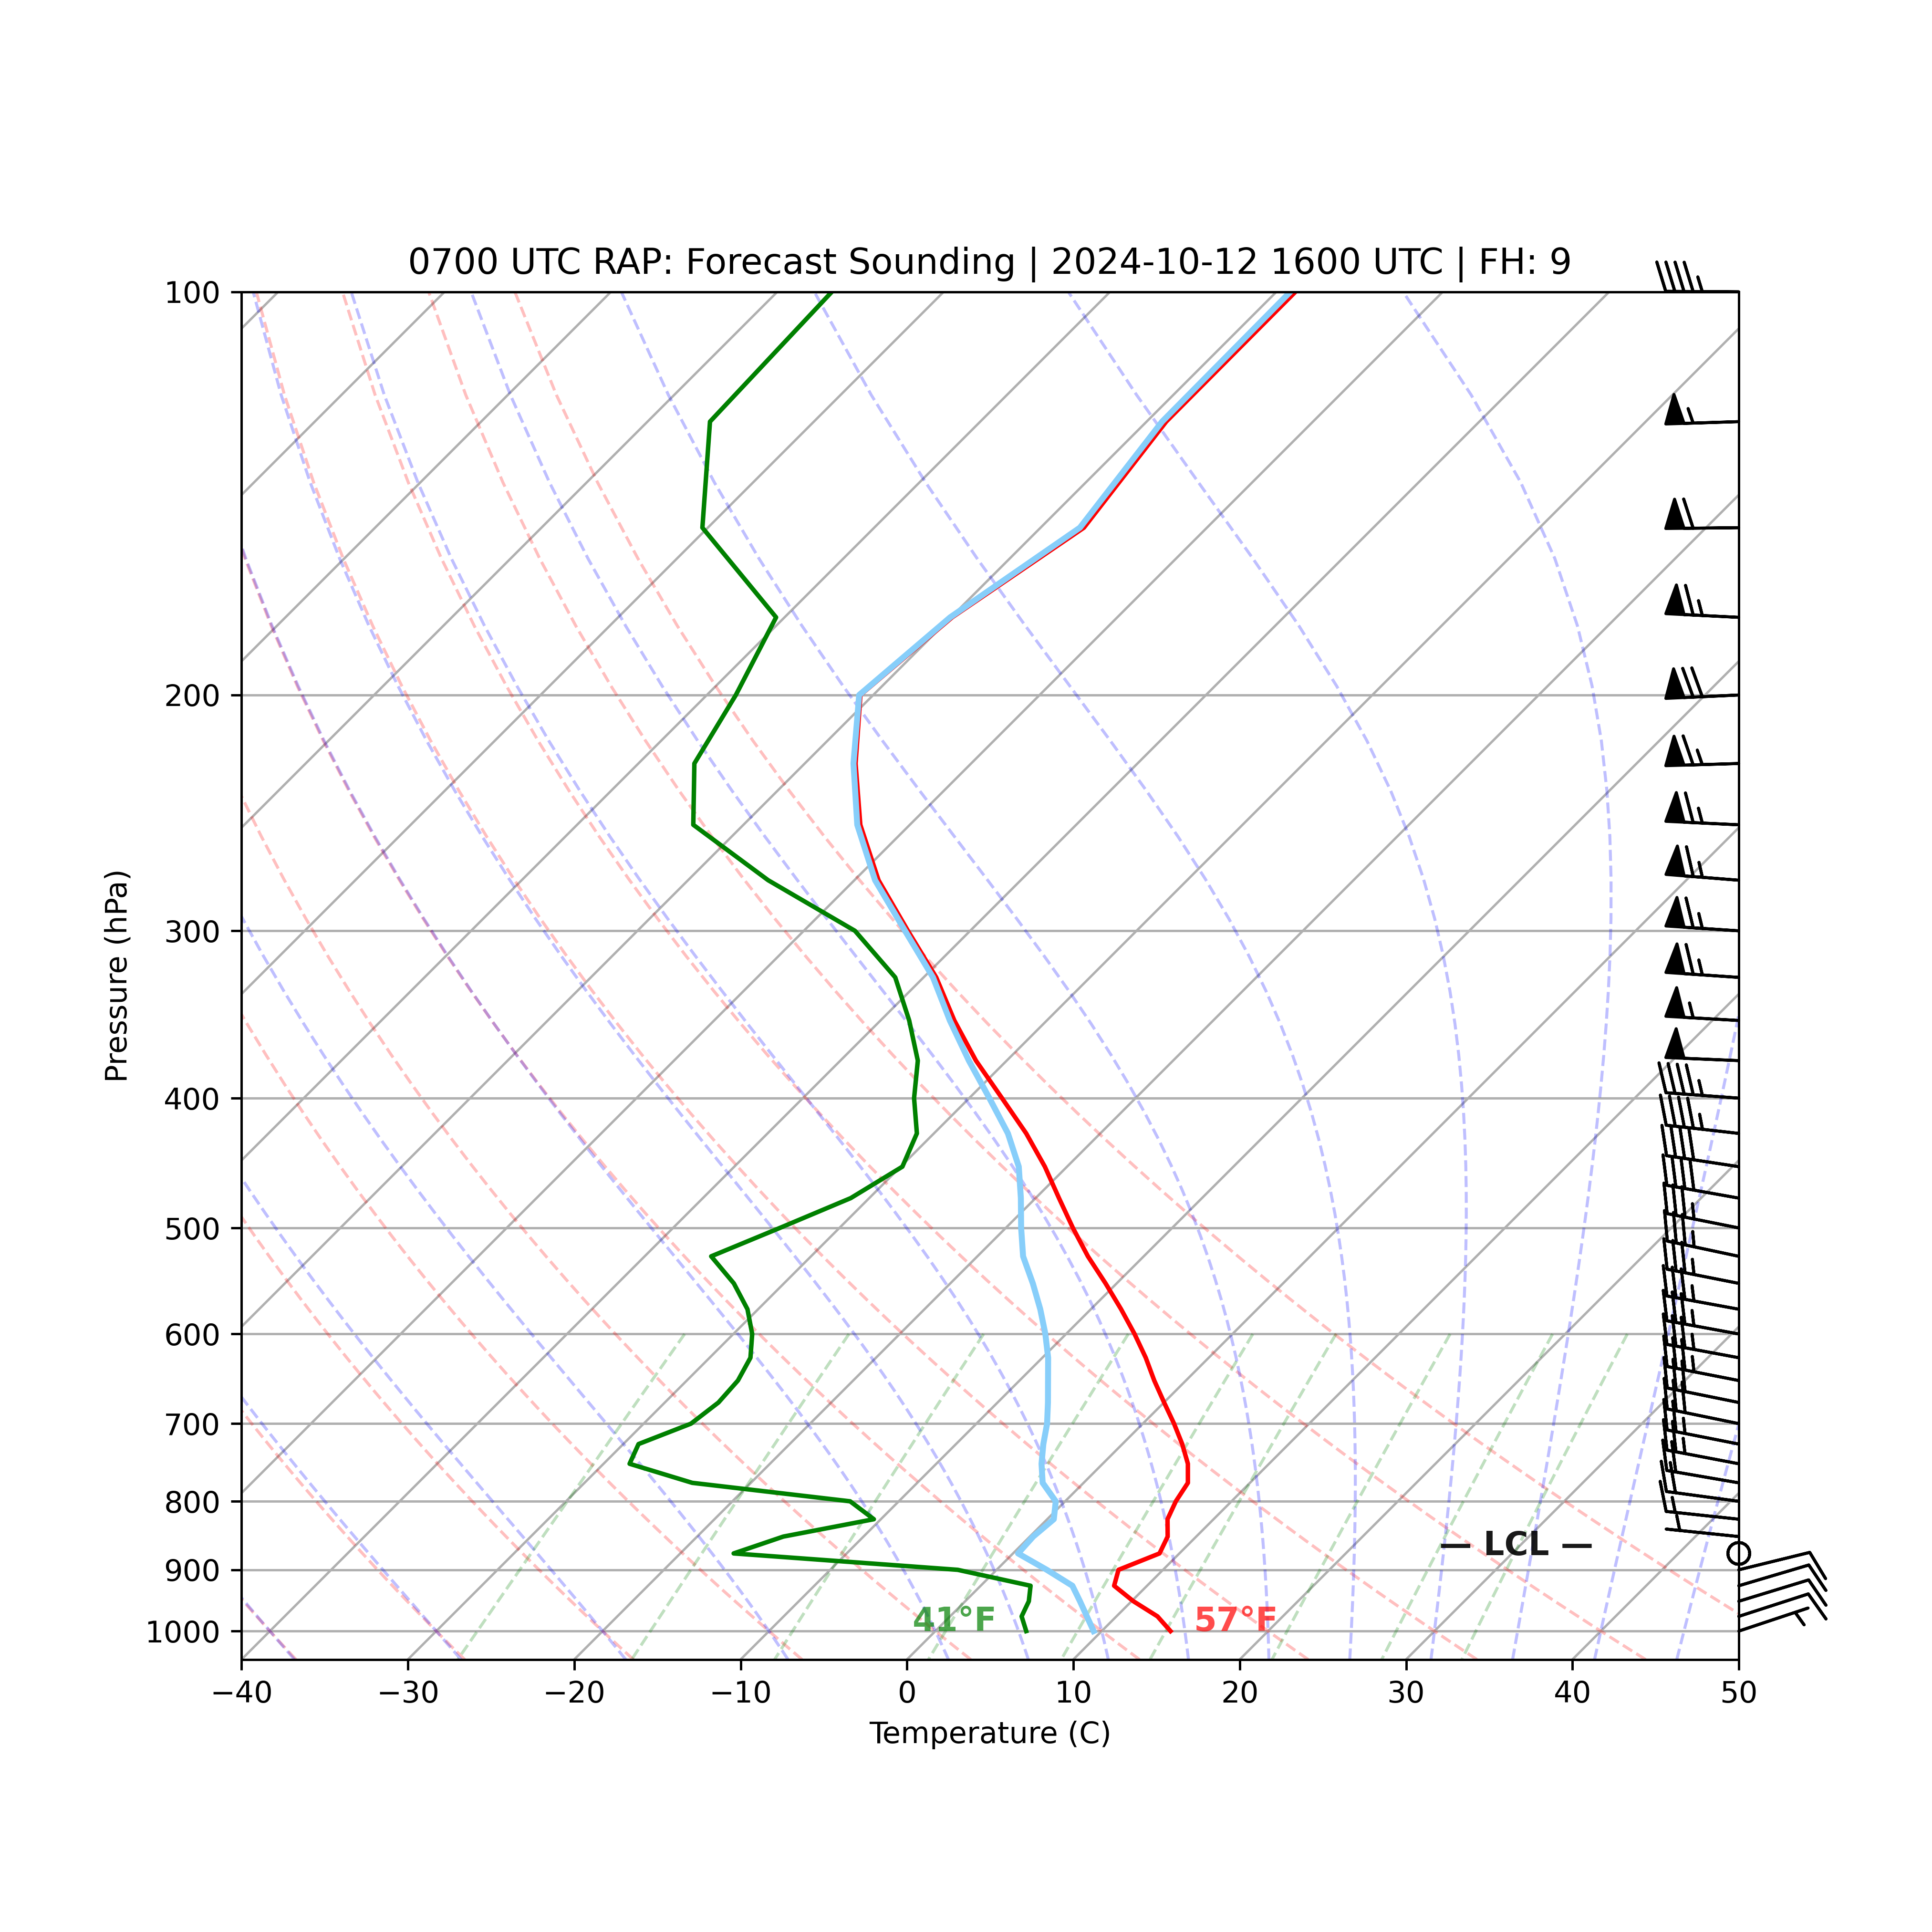 0700 UTC RAP: Forecast Sounding | 2024-10-12 1600 UTC | FH: 9
100
200
300
400
500
600
700
800
900
1000
Pressure (hPa)
— LCL —
41°F
57°F
−40 −30 −20 −10 0 10 20 30 40 50
Temperature (C)